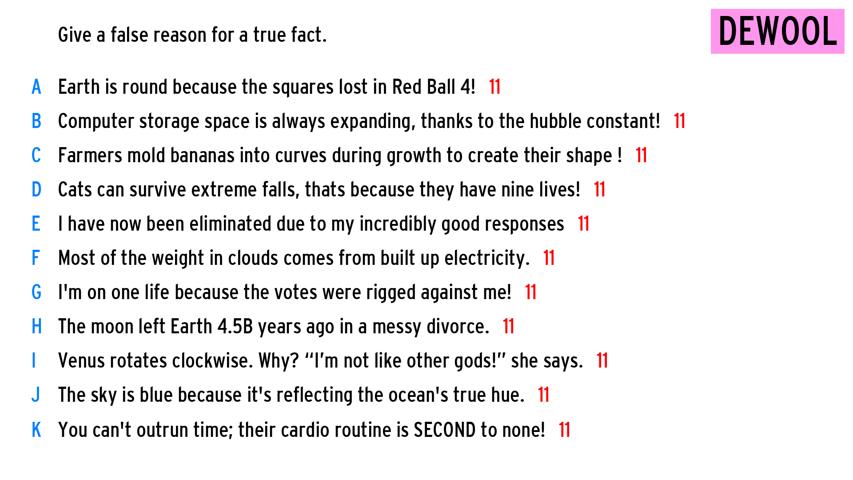 Give a false reason for a true fact.
DEWOOL
A Earth is round because the squares lost in Red Ball 4! 11
B Computer storage space is always expanding, thanks to the hubble constant! 11
C Farmers mold bananas into curves during growth to create their shape ! 11
D Cats can survive extreme falls, thats because they have nine lives! 11
E I have now been eliminated due to my incredibly good responses 11
F Most of the weight in clouds comes from built up electricity. 11
G I'm on one life because the votes were rigged against me! 11
H The moon left Earth 4.5B years ago in a messy divorce. 11
I Venus rotates clockwise. Why? “I'm not like other gods!” she says. 11
J The sky is blue because it's reflecting the ocean's true hue. 11
K You can't outrun time; their cardio routine is SECOND to none! 11